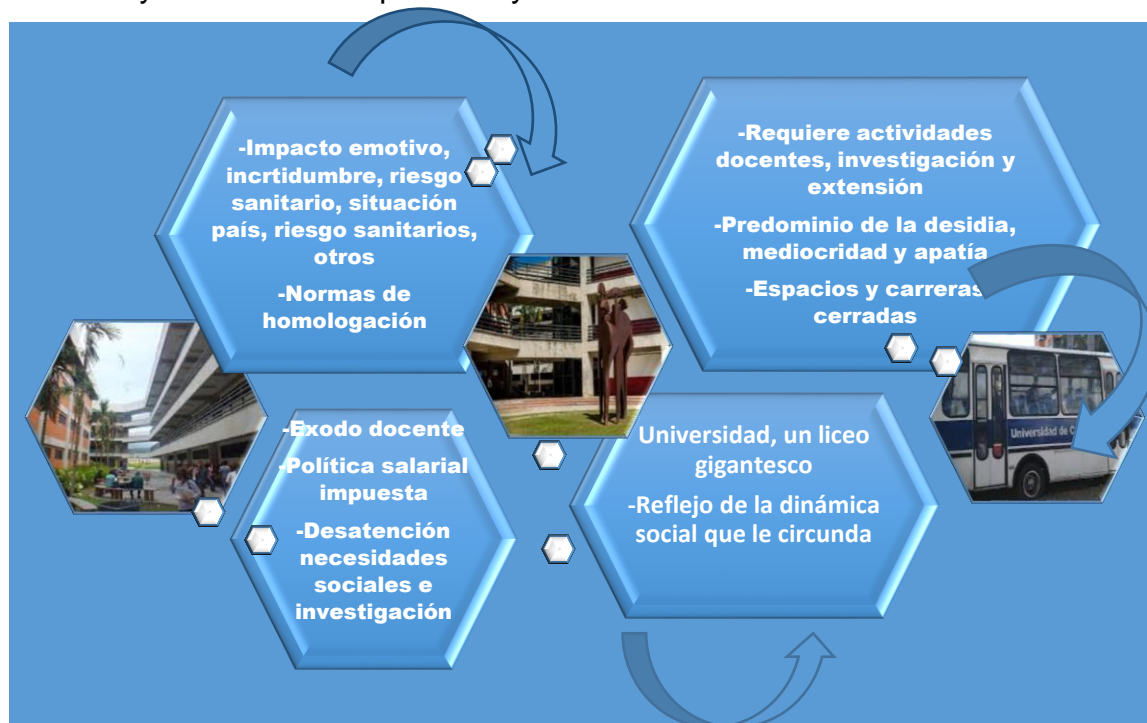 -Impacto emotivo,
incrtidumbre, riesgo
sanitario, situación
país, riesgo sanitarios,
otros
-Normas de
homologación
-Requiere actividades
docentes, investigación y
extensión
-Predominio de la desidia,
mediocridad y apatía
-Espacios y carreras
cerradas
-Exodo docente
-Política salarial
impuesta
-Desatención
necesidades
sociales e
investigación
Universidad, un liceo
gigantesco
-Reflejo de la dinámica
social que le circunda
Universidad de C